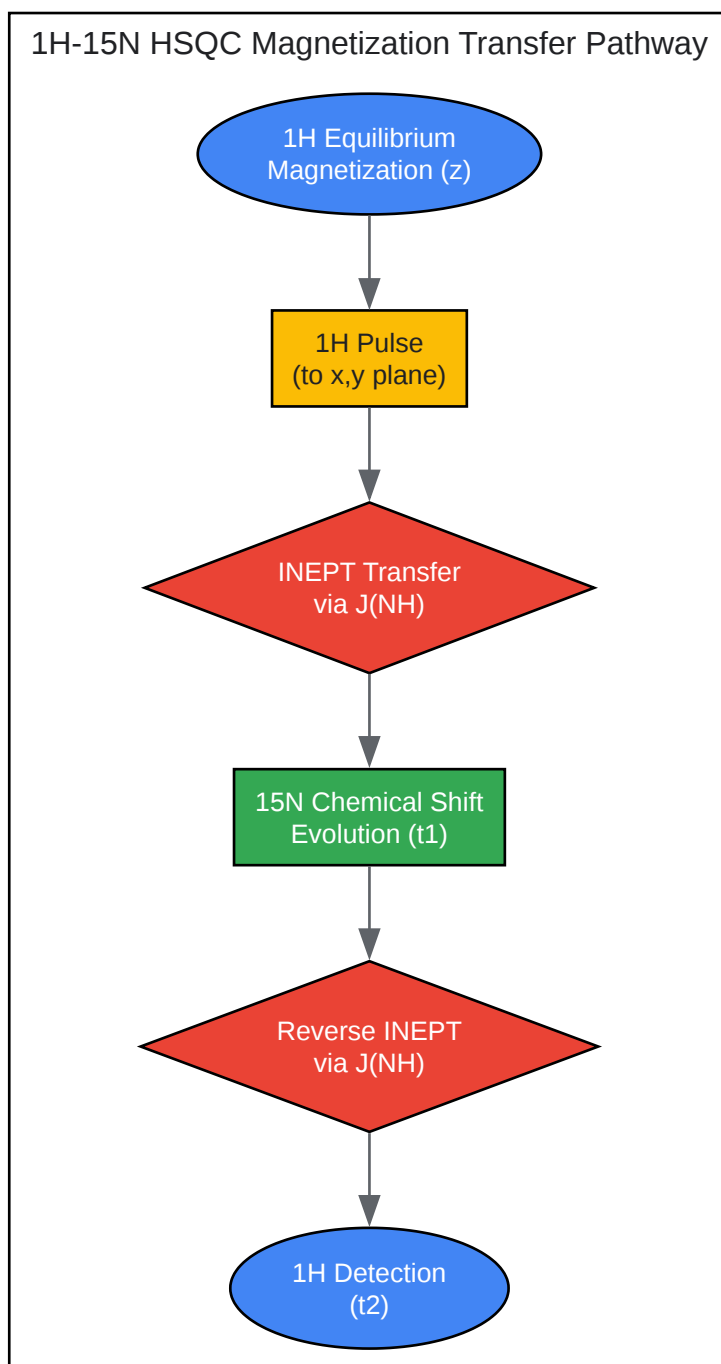 1H-15N HSQC Magnetization Transfer Pathway
1H Equilibrium
Magnetization (z)
1H Pulse
(to x,y plane)
INEPT Transfer
via J(NH)
15N Chemical Shift
Evolution (t1)
Reverse INEPT
via J(NH)
1H Detection
(t2)